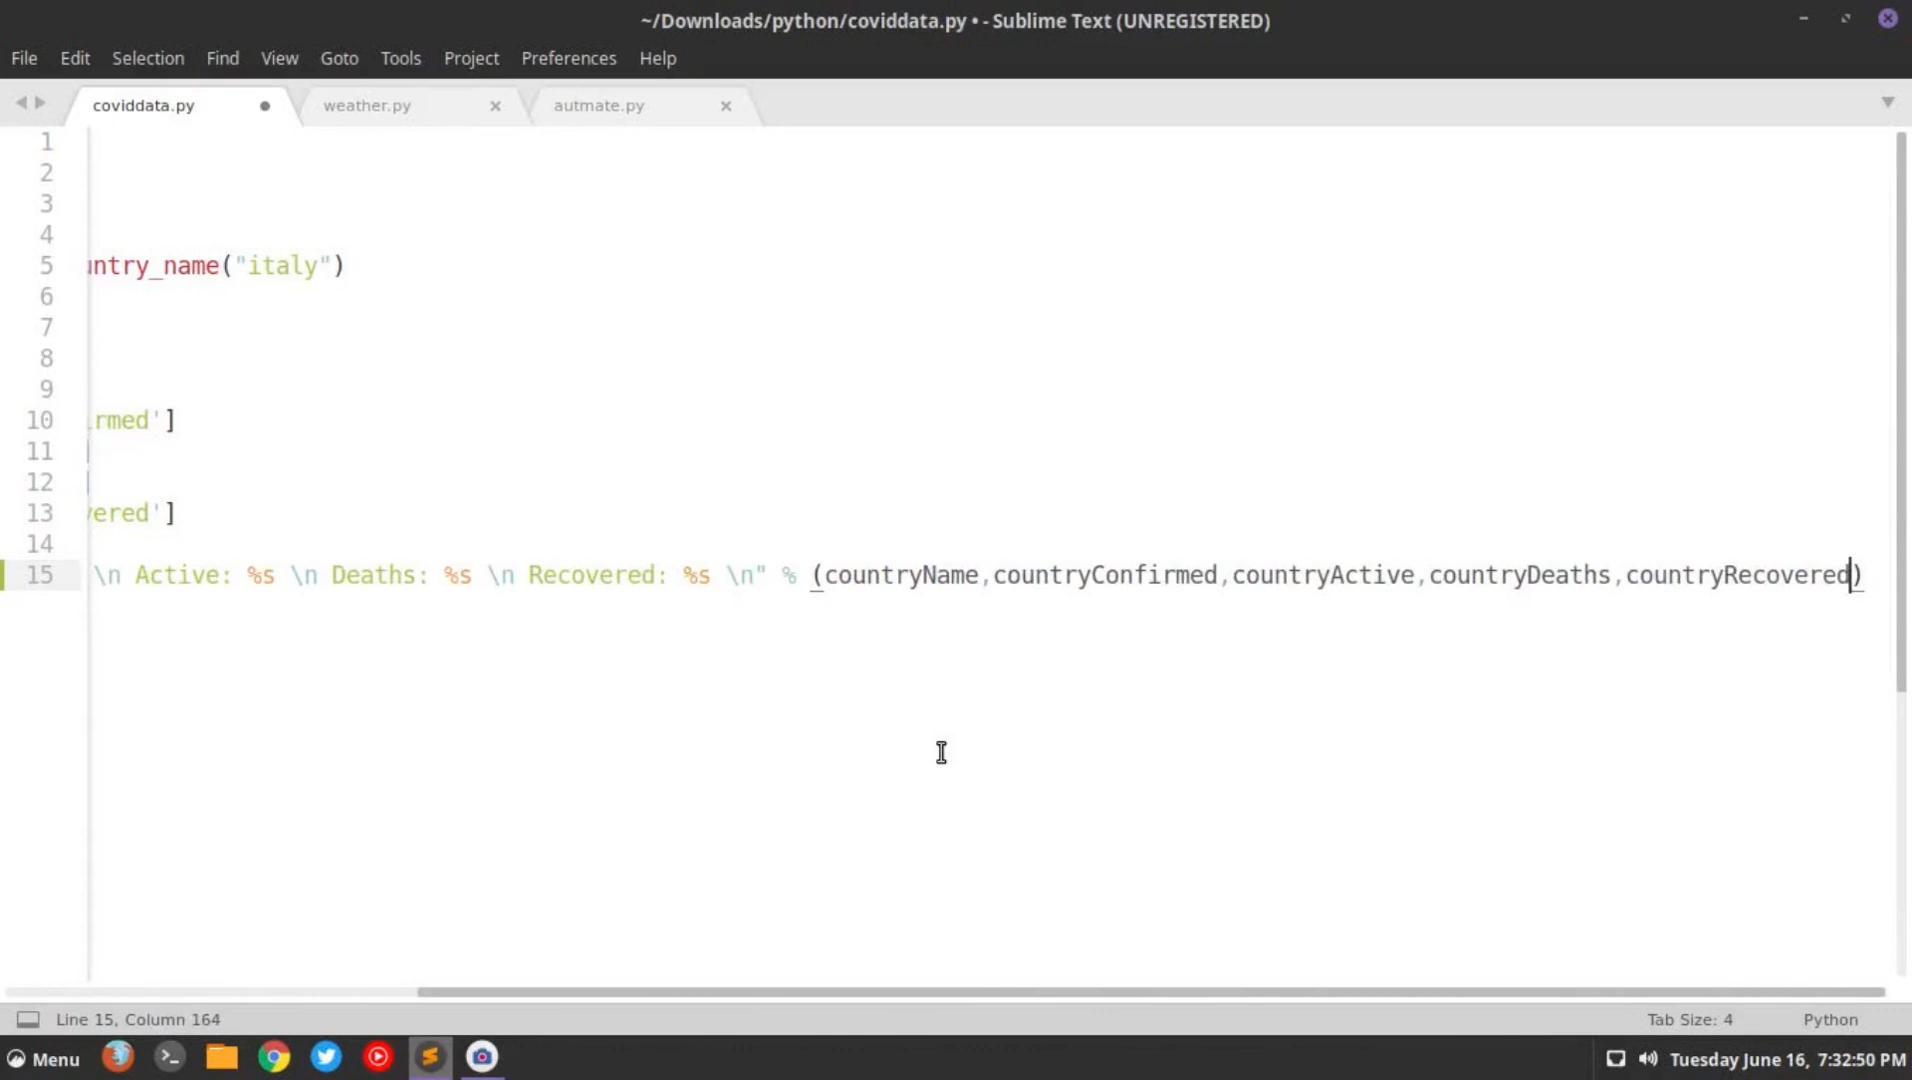 ~/Downloads/python/coviddata.py • - Sublime Text (UNREGISTERED)
File Edit Selection Find View Goto Tools Project Preferences Help
coviddata.py weather.py autmate.py
1
2
3
4
5 untry_name("italy")
6
7
8
9
10 rmed']
11
12
13 vered']
14
15 \n Active: %s \n Deaths: %s \n Recovered: %s \n" % (countryName,countryConfirmed,countryActive,countryDeaths,countryRecovered)
Line 15, Column 164 Tab Size: 4 Python
Menu Tuesday June 16, 7:32:50 PM